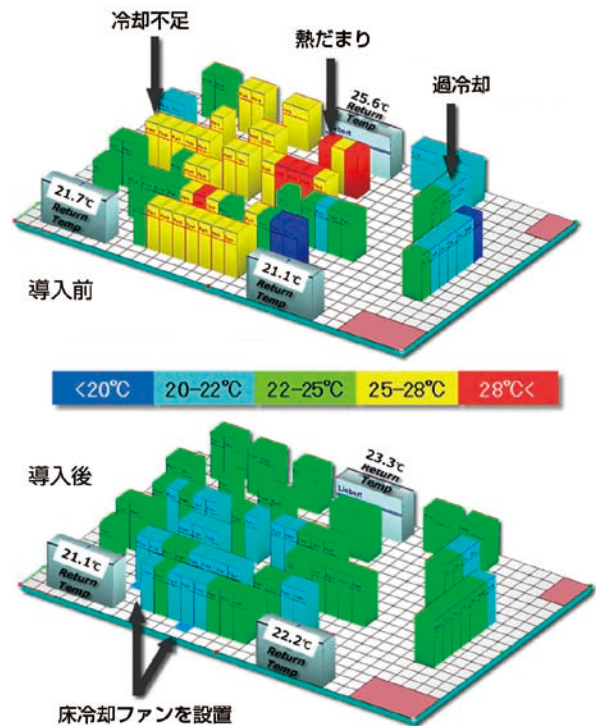 冷却不足
熱だまり
過冷却
25.6℃
Return
Temp
Liebert
21.7℃
Return
Temp
21.1℃
Return
Temp
導入前
<20°C
20-22°C
22-25°C
25-28°C
28°C<
導入後
23.3℃
Return
Temp
Liebert
21.1℃
Return
Temp
22.2℃
Return
Temp
床冷却ファンを設置